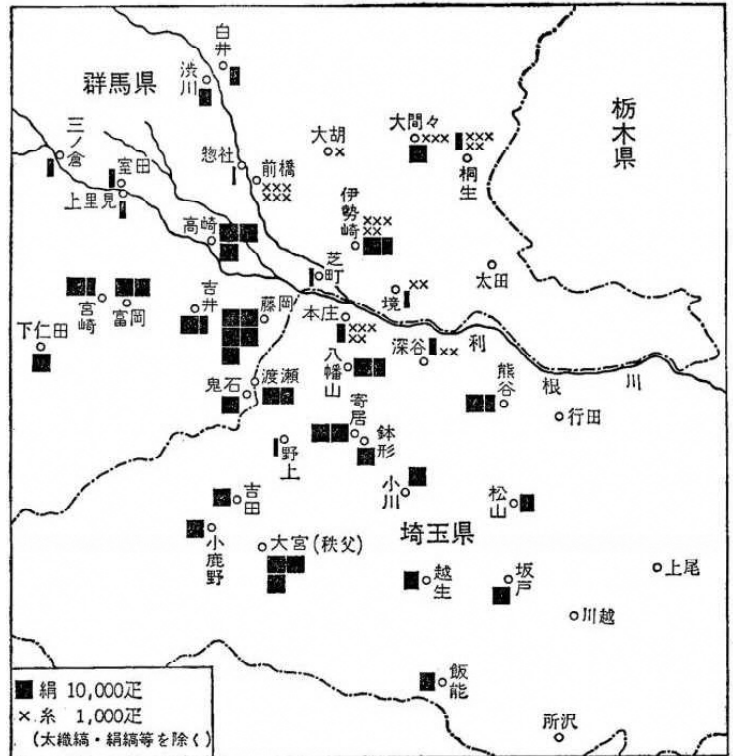 白井
渋川
群馬県
栃木県
三ノ倉
室田
上里見
惣社
前橋
×××
×××
大胡
×
大間々
×××
×××
××
桐生
高崎
伊勢崎
×××
××
芝町
太田
境
××
宮崎
富岡
吉井
藤岡
本庄
×××
××
下仁田
八幡山
深谷
××
利根川
鬼石
渡瀬
熊谷
行田
寄居
鉢形
野上
小川
松山
吉田
小鹿野
大宮(秩父)
埼玉県
越生
坂戸
上尾
川越
飯能
所沢
絹 10,000疋
×糸 1,000疋
(太織縞・絹縞等を除く)